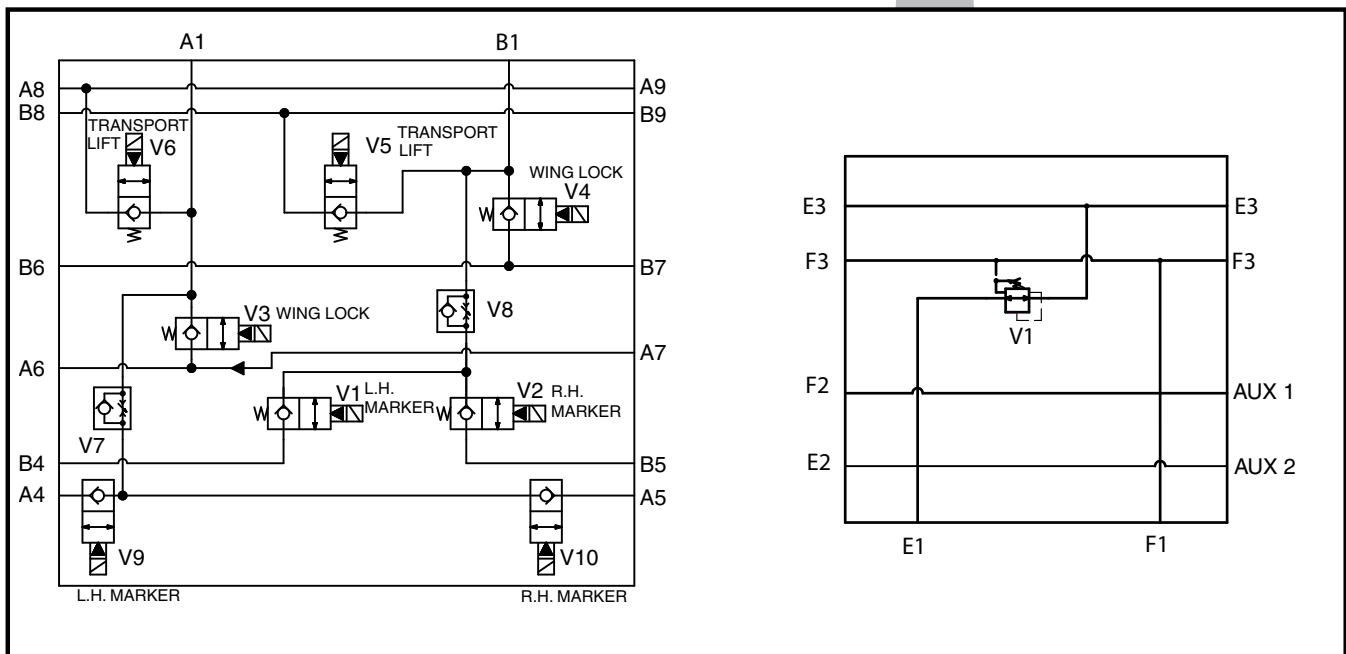 A1
B1
A8
A9
B8
B9
TRANSPORT
LIFT
V6
V5
TRANSPORT
LIFT
WING LOCK
V4
B6
B7
V8
V3 WING LOCK
A7
A6
V1
L.H.
MARKER
V2
R.H.
MARKER
V7
B4
B5
A4
A5
V9
V10
L.H. MARKER
R.H. MARKER
E3
E3
F3
F3
V1
F2
AUX 1
E2
AUX 2
E1
F1